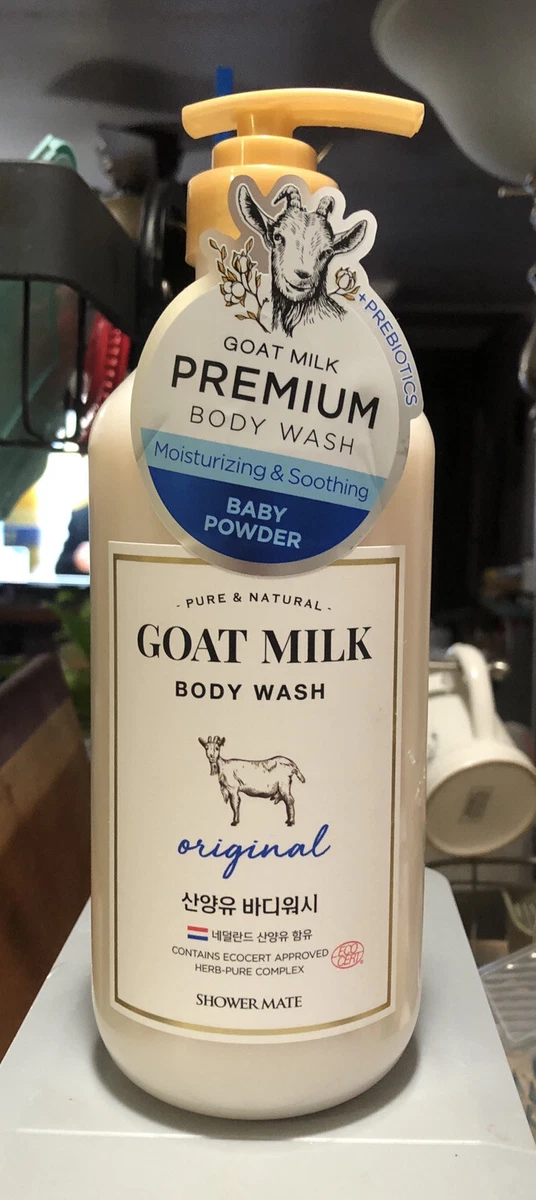 +PREBIOTICS
GOAT MILK
PREMIUM
BODY WASH
Moisturizing & Soothing
BABY
POWDER
- PURE & NATURAL -
GOAT MILK
BODY WASH
original
산양유 바디워시
네덜란드 산양유 함유
CONTAINS ECOCERT APPROVED
HERB-PURE COMPLEX
ECO
CERT
SHOWER MATE